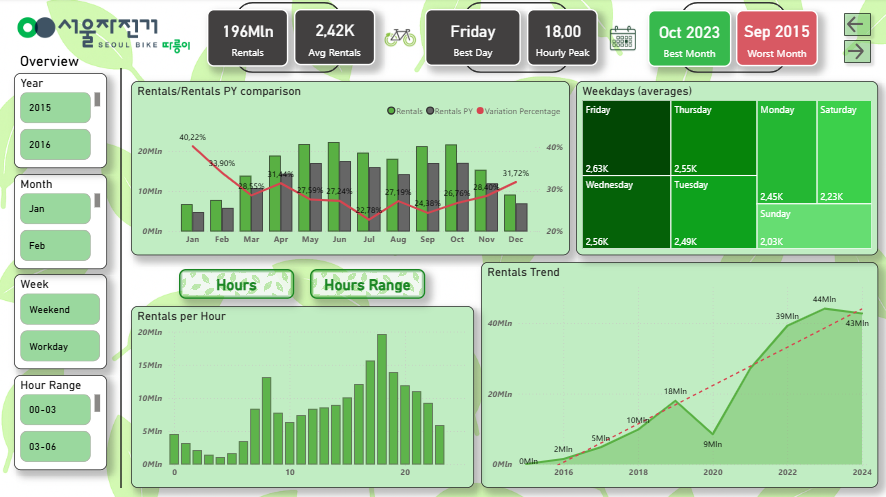 서울자전거
SEOUL BIKE 따릉이
196Mln
Rentals
2,42K
Avg Rentals
Friday
Best Day
18,00
Hourly Peak
Oct 2023
Best Month
Sep 2015
Worst Month
Overview
Year
2015
2016
Month
Jan
Feb
Week
Weekend
Workday
Hour Range
00-03
03-06
Rentals/Rentals PY comparison
Rentals Rentals PY Variation Percentage
40,22%
33,90%
28,55%
31,44%
27,59%
27,24%
22,78%
27,19%
24,38%
26,76%
28,40%
31,72%
20Mln
10Mln
0Mln
40%
30%
20%
Jan Feb Mar Apr May Jun Jul Aug Sep Oct Nov Dec
Weekdays (averages)
Friday
2,63K
Thursday
2,55K
Monday
2,45K
Saturday
2,23K
Wednesday
2,56K
Tuesday
2,49K
Sunday
2,03K
Hours
Hours Range
Rentals per Hour
20Mln
15Mln
10Mln
5Mln
0Mln
0 10 20
Rentals Trend
40Mln
20Mln
0Mln
0Mln
2Mln
5Mln
10Mln
18Mln
9Mln
39Mln
44Mln
43Mln
2016 2018 2020 2022 2024